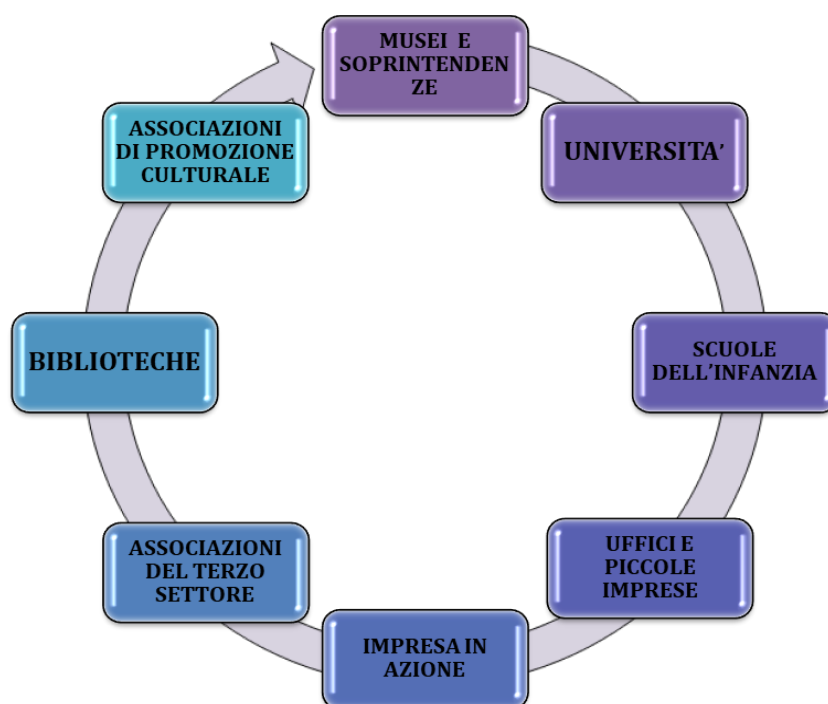 MUSEI E
SOPRINTENDEN
ZE
UNIVERSITA’
SCUOLE
DELL’INFANZIA
UFFICI E
PICCOLE
IMPRESE
IMPRESA IN
AZIONE
ASSOCIAZIONI
DEL TERZO
SETTORE
BIBLIOTECHE
ASSOCIAZIONI
DI PROMOZIONE
CULTURALE